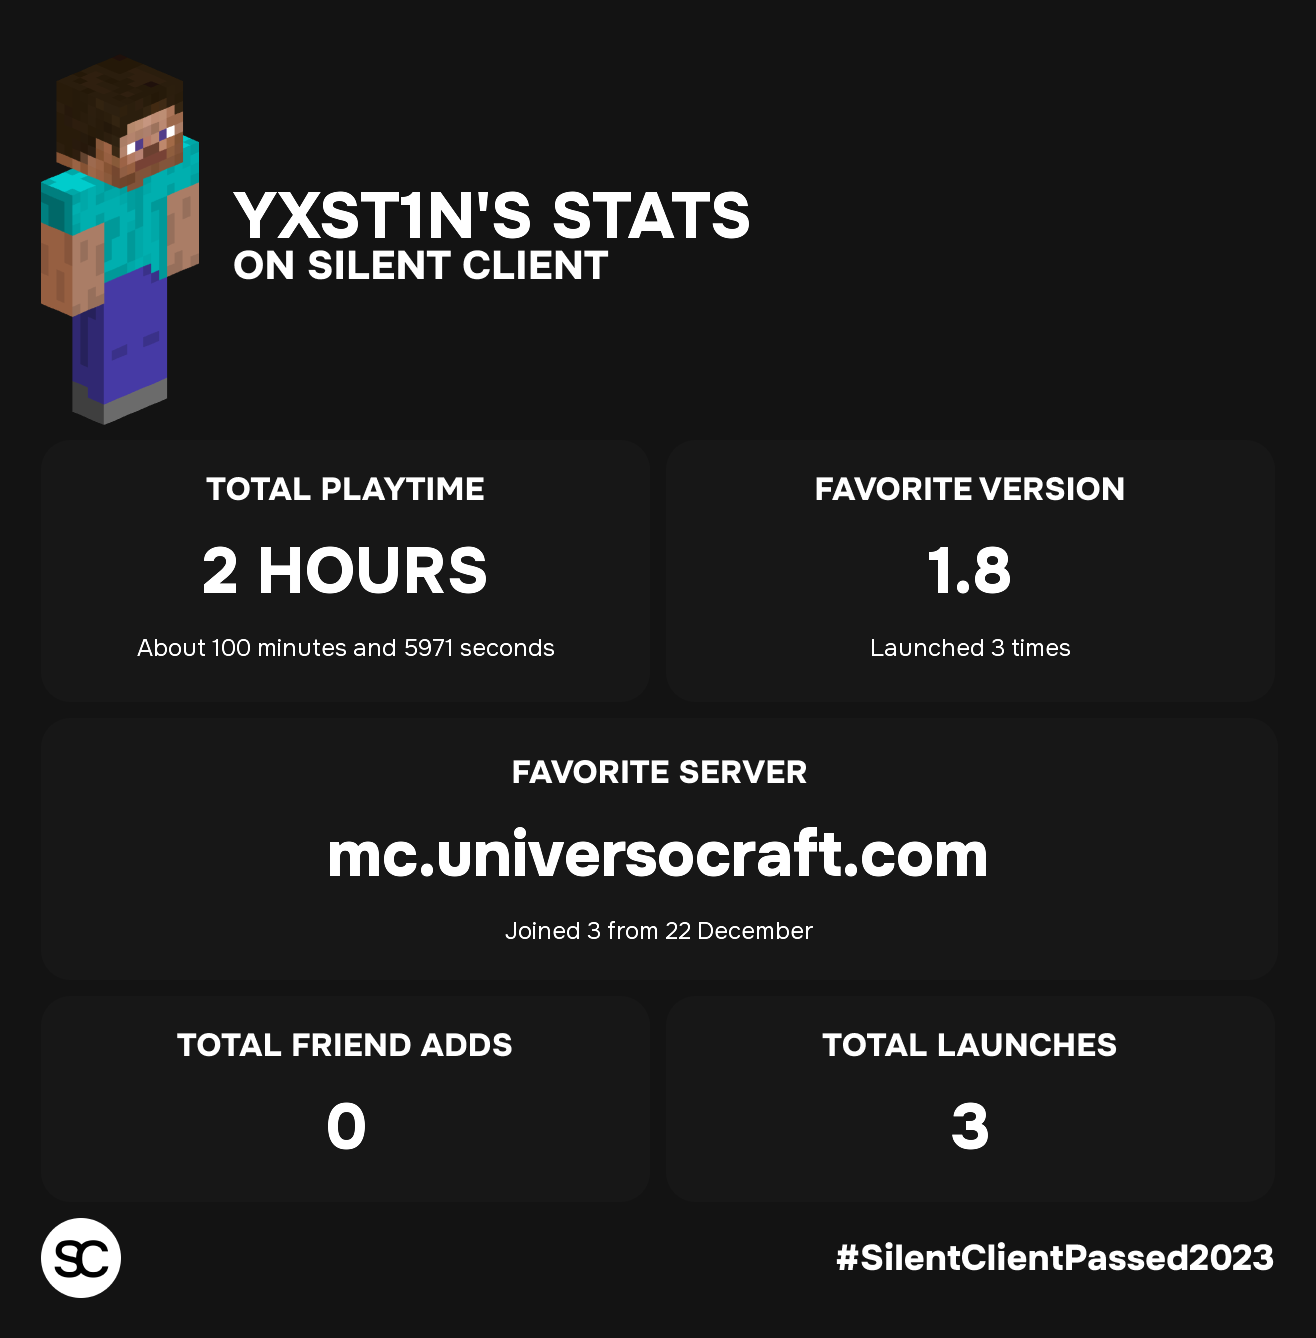 YXST1N'S STATS
ON SILENT CLIENT
TOTAL PLAYTIME
2 HOURS
About 100 minutes and 5971 seconds
FAVORITE VERSION
1.8
Launched 3 times
FAVORITE SERVER
mc.universocraft.com
Joined 3 from 22 December
TOTAL FRIEND ADDS
0
TOTAL LAUNCHES
3
SC
#SilentClientPassed2023